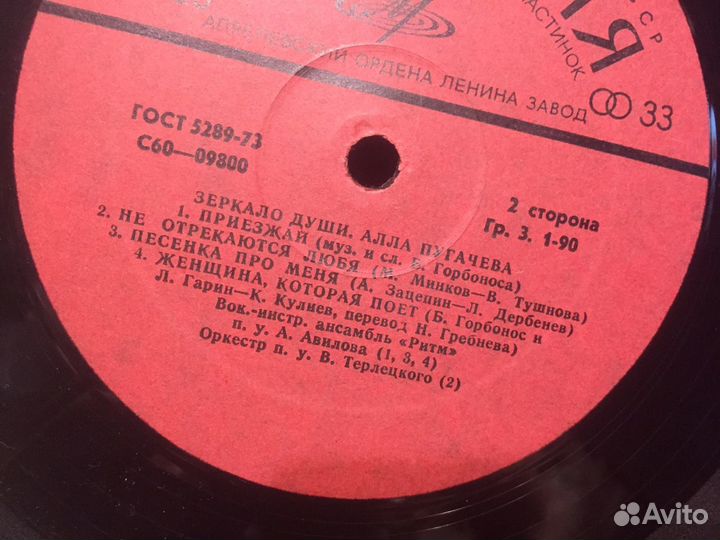 С Р
ПЛАСТИНОК
ИЯ
АПРЕЛЕВСКИЙ ОРДЕНА ЛЕНИНА ЗАВОД
33
ГОСТ 5289-73
С60—09800
2 сторона
Гр. 3. 1-90
ЗЕРКАЛО ДУШИ. АЛЛА ПУГАЧЕВА
1. ПРИЕЗЖАЙ (муз. и сл. Б. Горбоноса)
2. НЕ ОТРЕКАЮТСЯ ЛЮБЯ (М. Минков—В. Тушнова)
3. ПЕСЕНКА ПРО МЕНЯ (А. Зацепин—Л. Дербенев)
4. ЖЕНЩИНА, КОТОРАЯ ПОЕТ (Б. Горбонос и
Л. Гарин—К. Кулиев, перевод Н. Гребнева)
Вок.-инстр. ансамбль «Ритм»
п. у. А. Авилова (1, 3, 4)
Оркестр п. у. В. Терлецкого (2)
Avito